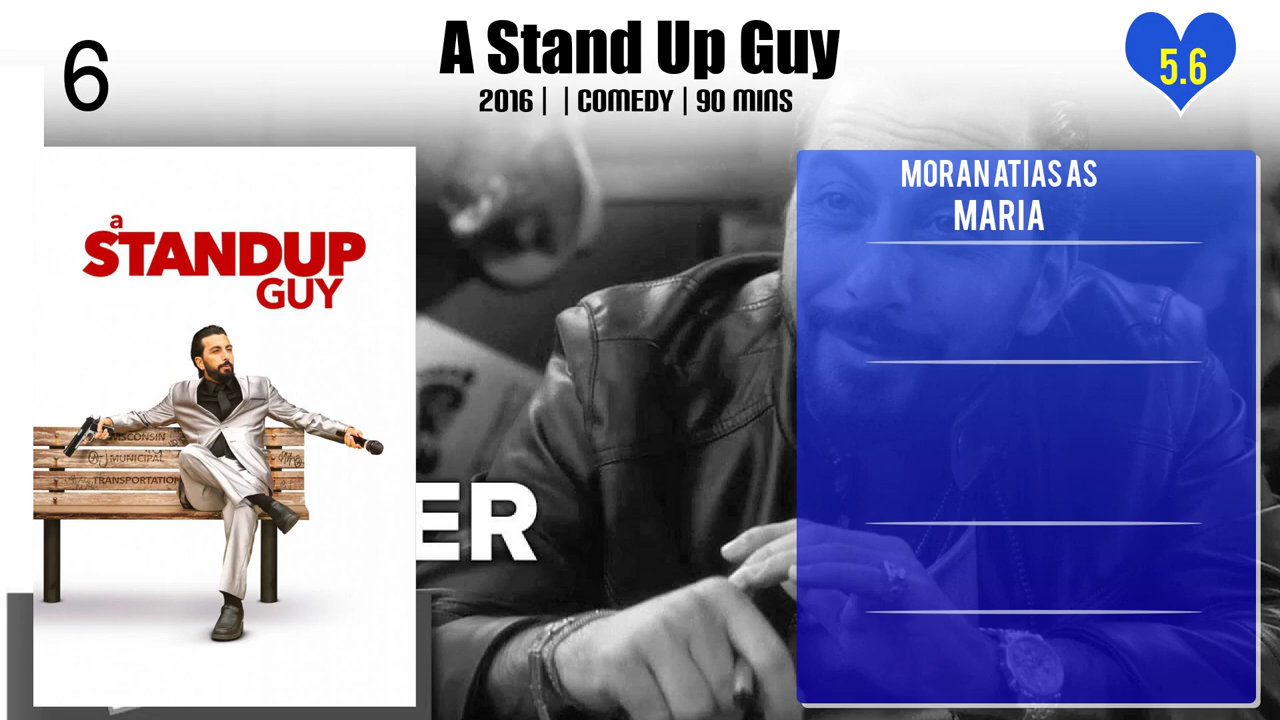 6
A Stand Up Guy
2016 | | COMEDY | 90 MINS
5.6
MORAN ATIAS AS
MARIA
a
STANDUP
GUY
WISCONSIN
MUNICIPAL
TRANSPORTATION
ER